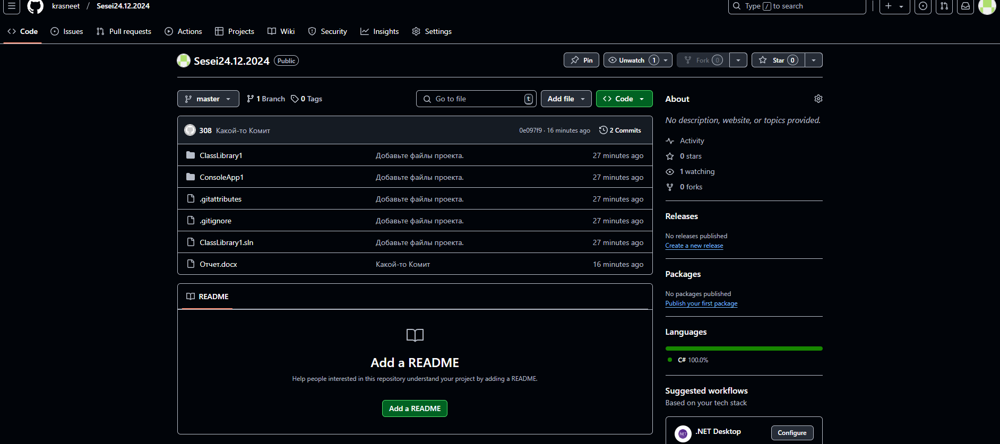 krasneet / Sesei24.12.2024
Type / to search
Code Issues Pull requests Actions Projects Wiki Security Insights Settings
Sesei24.12.2024 Public
Pin Unwatch 1 Fork 0 Star 0
master 1 Branch 0 Tags Go to file t Add file Code
308 Какой-то Комит 0e097f9 · 16 minutes ago 2 Commits
ClassLibrary1 Добавьте файлы проекта. 27 minutes ago
ConsoleApp1 Добавьте файлы проекта. 27 minutes ago
.gitattributes Добавьте файлы проекта. 27 minutes ago
.gitignore Добавьте файлы проекта. 27 minutes ago
ClassLibrary1.sln Добавьте файлы проекта. 27 minutes ago
Отчет.docx Какой-то Комит 16 minutes ago
README
Add a README
Help people interested in this repository understand your project by adding a README.
Add a README
About
No description, website, or topics provided.
Activity
0 stars
1 watching
0 forks
Releases
No releases published
Create a new release
Packages
No packages published
Publish your first package
Languages
C# 100.0%
Suggested workflows
Based on your tech stack
.NET
.NET Desktop
Configure